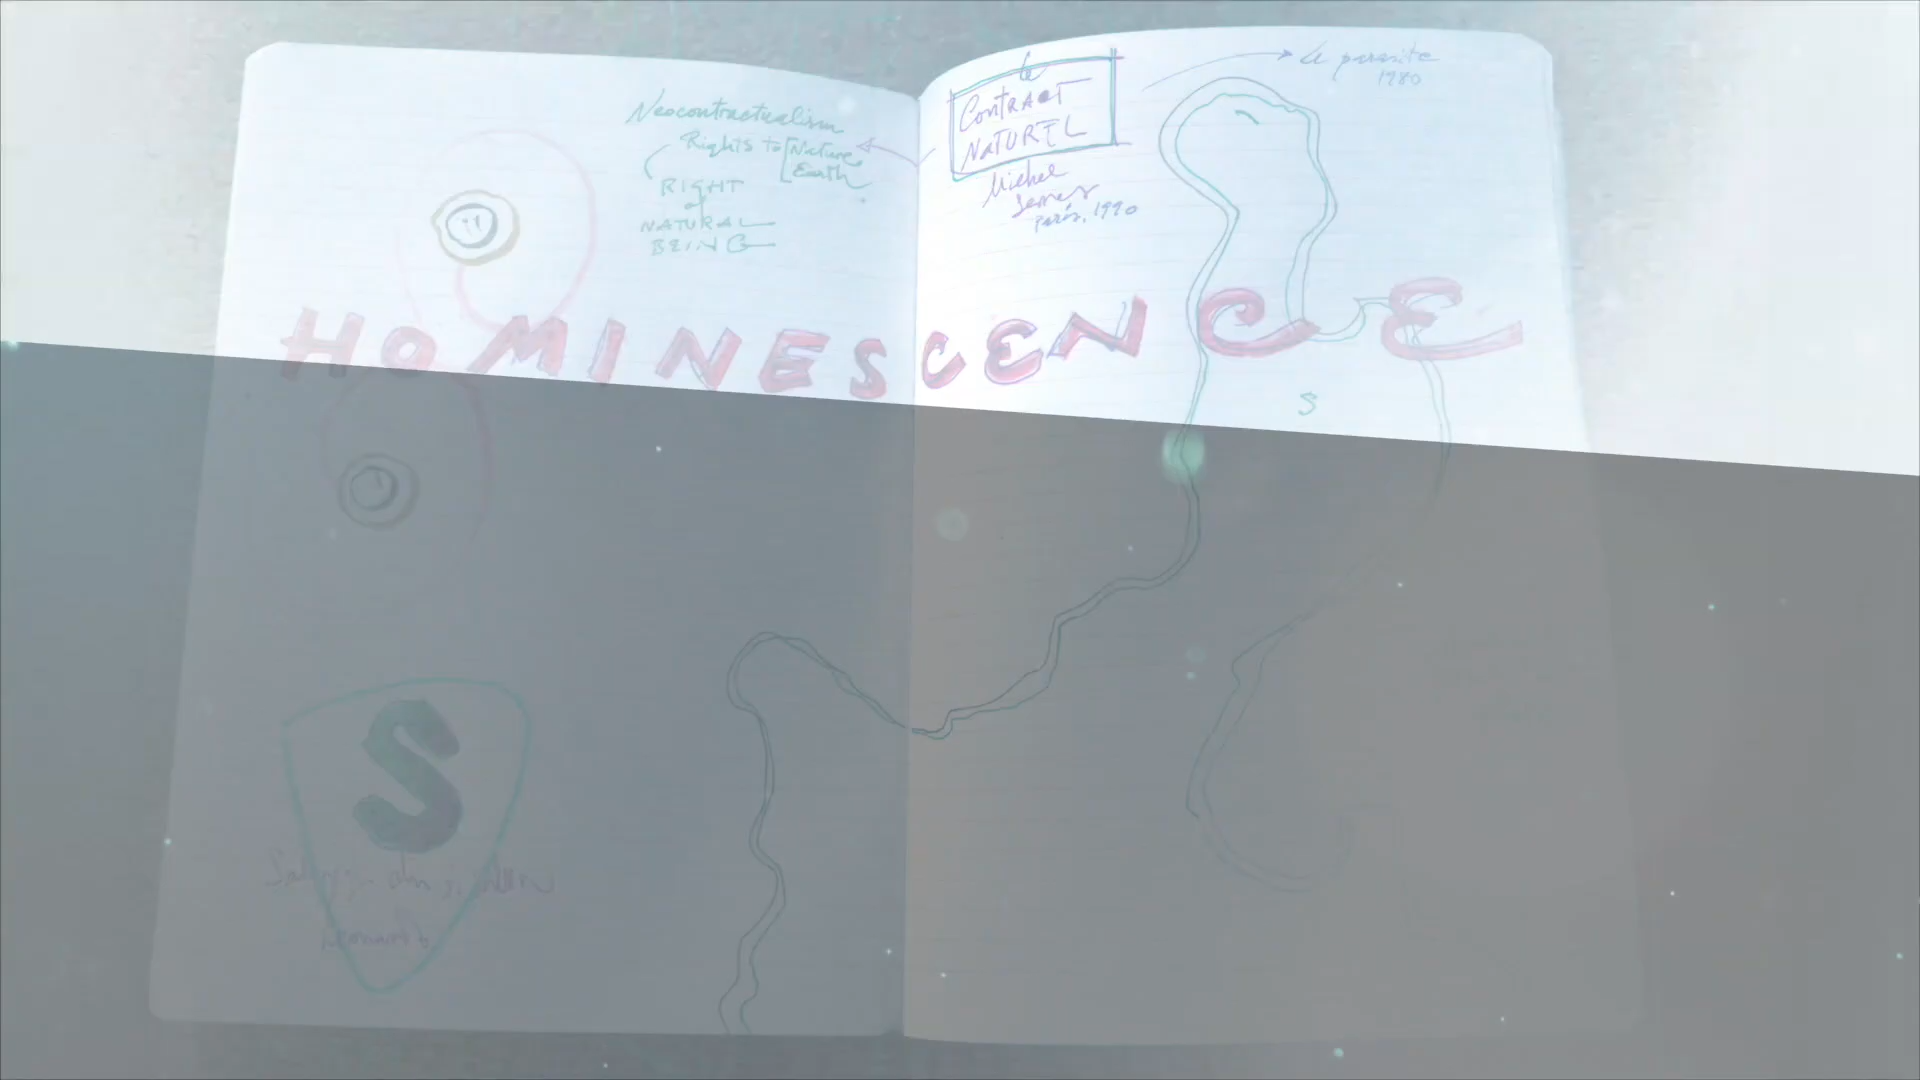 Neocontractualism
Rights to Nature
Earth
RIGHT
of
NATURAL
BEING
Le
CONTRACT
NATUREL
Michel
Serres
Paris, 1990
Le parasite
1980
HOMINESCENCE
S
S